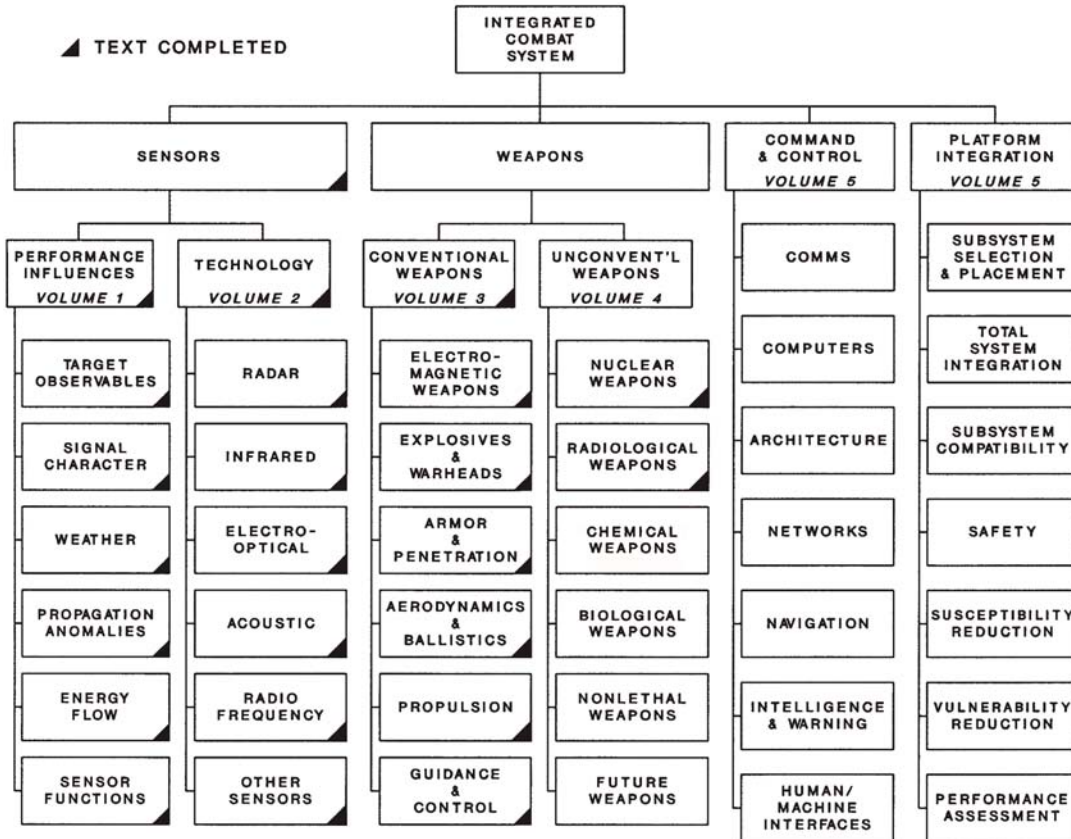 INTEGRATED
COMBAT
SYSTEM
TEXT COMPLETED
SENSORS
WEAPONS
COMMAND
& CONTROL
VOLUME 5
PLATFORM
INTEGRATION
VOLUME 5
PERFORMANCE
INFLUENCES
VOLUME 1
TECHNOLOGY
VOLUME 2
CONVENTIONAL
WEAPONS
VOLUME 3
UNCONVENT'L
WEAPONS
VOLUME 4
TARGET
OBSERVABLES
SIGNAL
CHARACTER
WEATHER
PROPAGATION
ANOMALIES
ENERGY
FLOW
SENSOR
FUNCTIONS
RADAR
INFRARED
ELECTRO-
OPTICAL
ACOUSTIC
RADIO
FREQUENCY
OTHER
SENSORS
ELECTRO-
MAGNETIC
WEAPONS
EXPLOSIVES
&
WARHEADS
ARMOR
&
PENETRATION
AERODYNAMICS
&
BALLISTICS
PROPULSION
GUIDANCE
&
CONTROL
NUCLEAR
WEAPONS
RADIOLOGICAL
WEAPONS
CHEMICAL
WEAPONS
BIOLOGICAL
WEAPONS
NONLETHAL
WEAPONS
FUTURE
WEAPONS
COMMS
COMPUTERS
ARCHITECTURE
NETWORKS
NAVIGATION
INTELLIGENCE
& WARNING
HUMAN/
MACHINE
INTERFACES
SUBSYSTEM
SELECTION
& PLACEMENT
TOTAL
SYSTEM
INTEGRATION
SUBSYSTEM
COMPATIBILITY
SAFETY
SUSCEPTIBILITY
REDUCTION
VULNERABILITY
REDUCTION
PERFORMANCE
ASSESSMENT